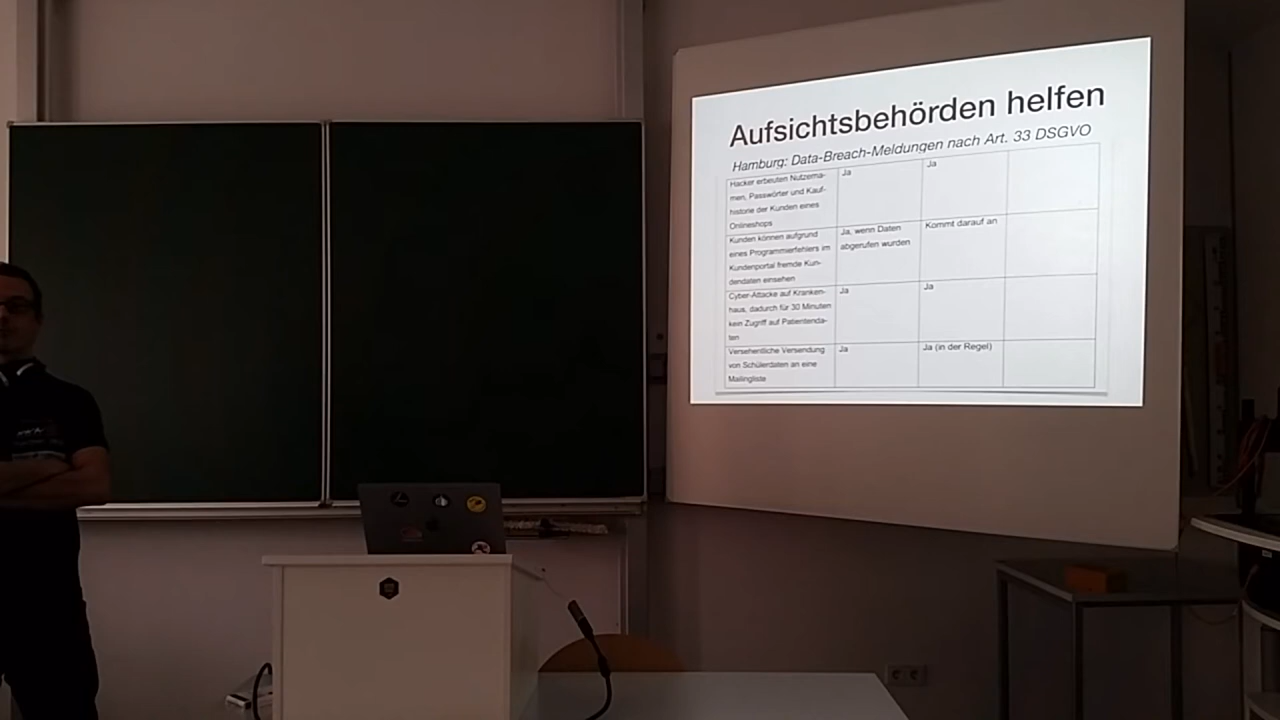 Aufsichtsbehörden helfen
Hamburg: Data-Breach-Meldungen nach Art. 33 DSGVO
Hacker erbeuten Nutzerna-
men, Passwörter und Kauf-
historie der Kunden eines
Onlineshops
Ja
Ja
Kunden können aufgrund
eines Programmierfehlers im
Kundenportal fremde Kun-
dendaten einsehen
Ja, wenn Daten
abgerufen wurden
Kommt darauf an
Cyber-Attacke auf Kranken-
haus, dadurch für 30 Minuten
kein Zugriff auf Patientenda-
ten
Ja
Ja
Versehentliche Versendung
von Schülerdaten an eine
Mailingliste
Ja
Ja (in der Regel)